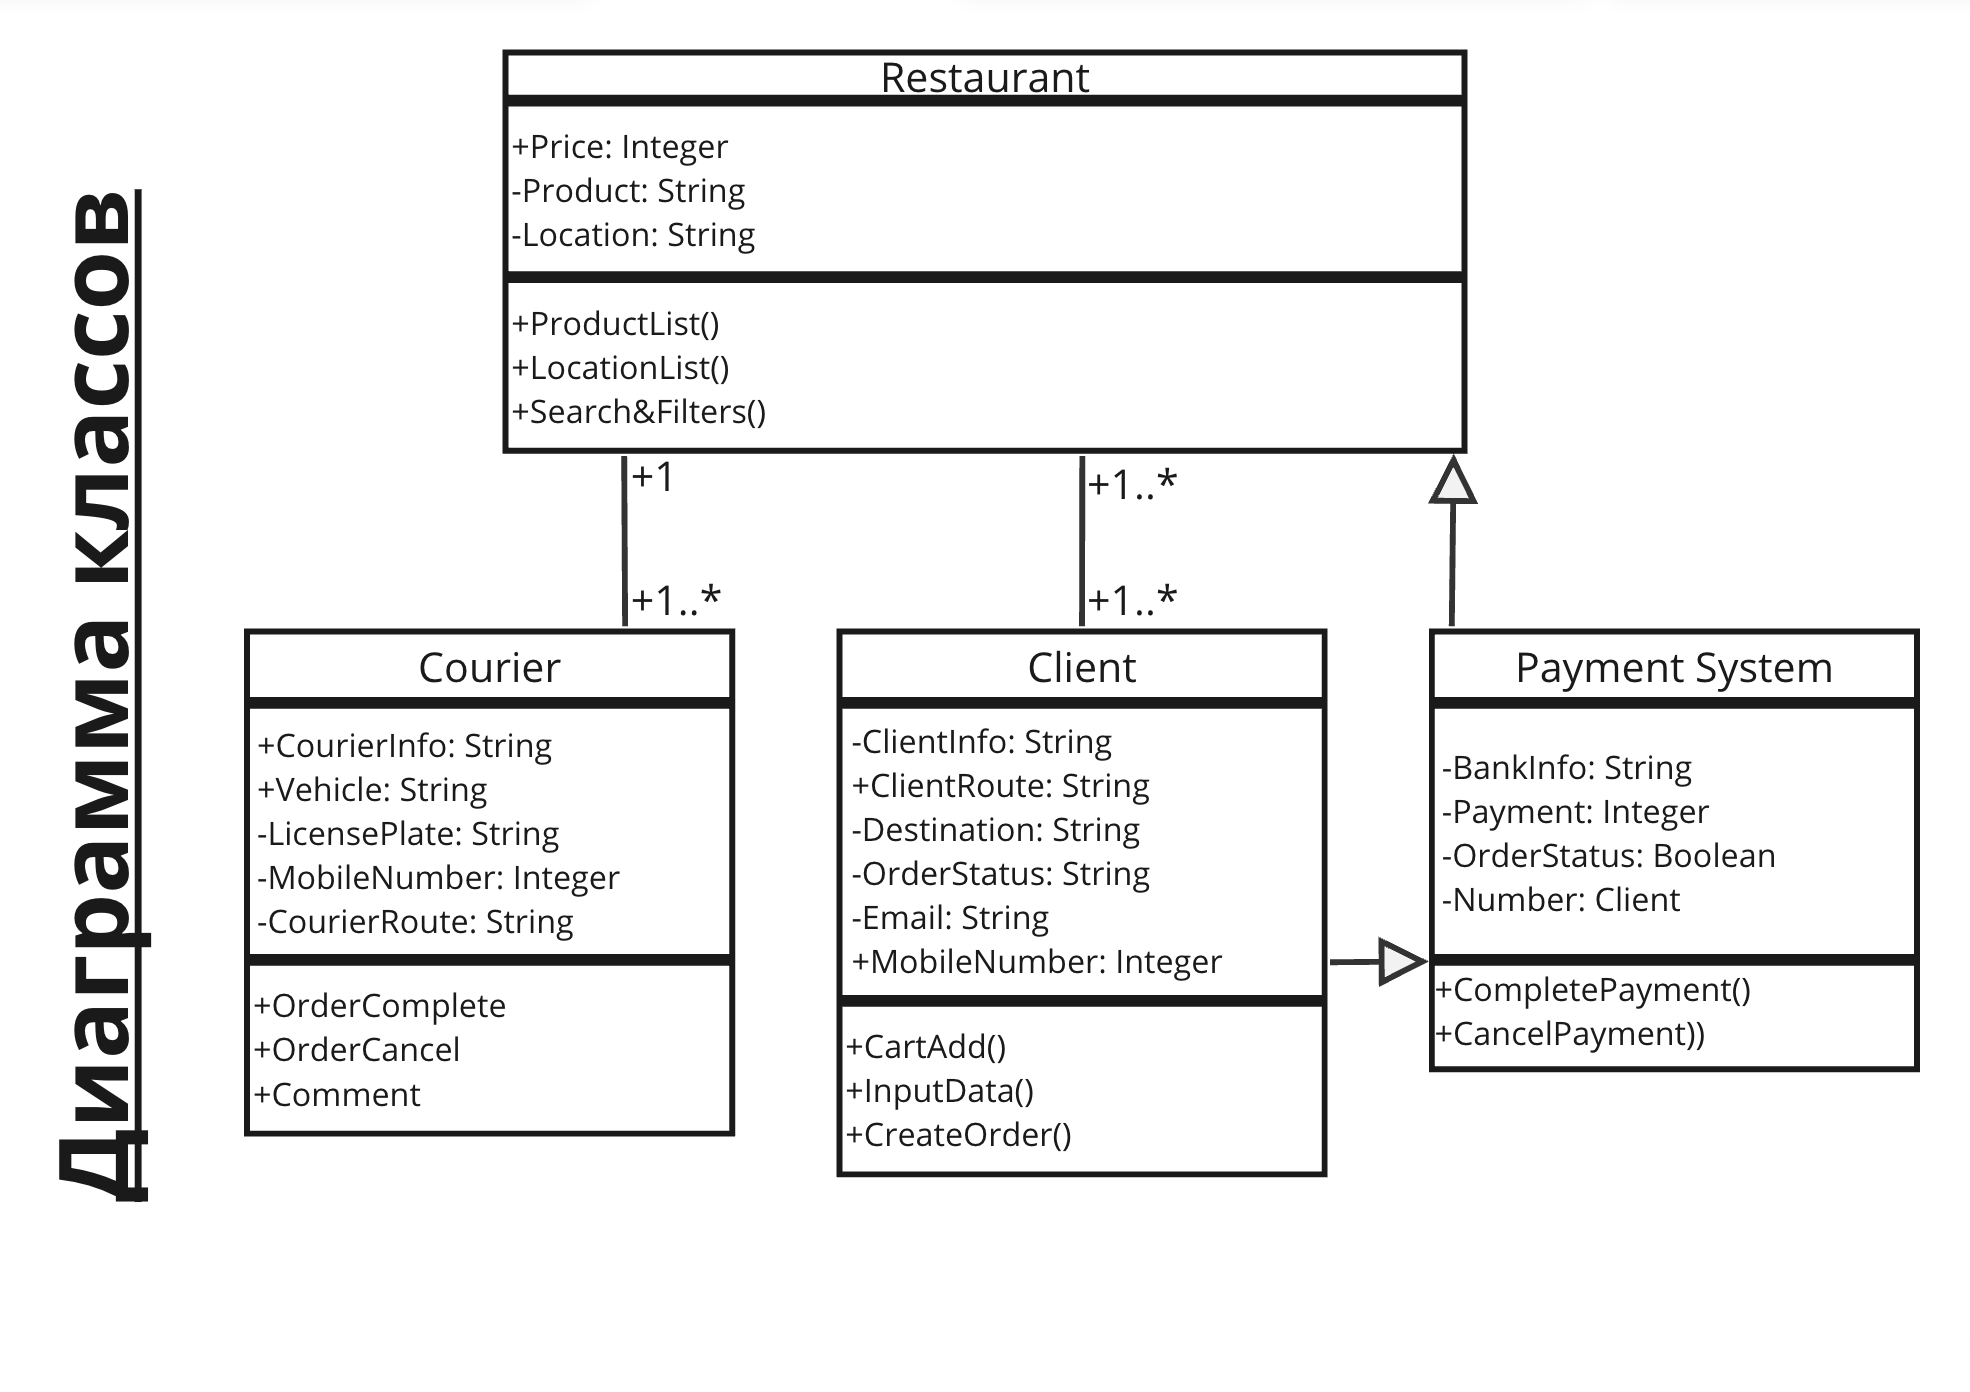 Диаграмма классов
Restaurant
+Price: Integer
-Product: String
-Location: String
+ProductList()
+LocationList()
+Search&Filters()
+1
+1..*
+1..*
+1..*
Courier
+CourierInfo: String
+Vehicle: String
-LicensePlate: String
-MobileNumber: Integer
-CourierRoute: String
+OrderComplete
+OrderCancel
+Comment
Client
-ClientInfo: String
+ClientRoute: String
-Destination: String
-OrderStatus: String
-Email: String
+MobileNumber: Integer
+CartAdd()
+InputData()
+CreateOrder()
Payment System
-BankInfo: String
-Payment: Integer
-OrderStatus: Boolean
-Number: Client
+CompletePayment()
+CancelPayment))